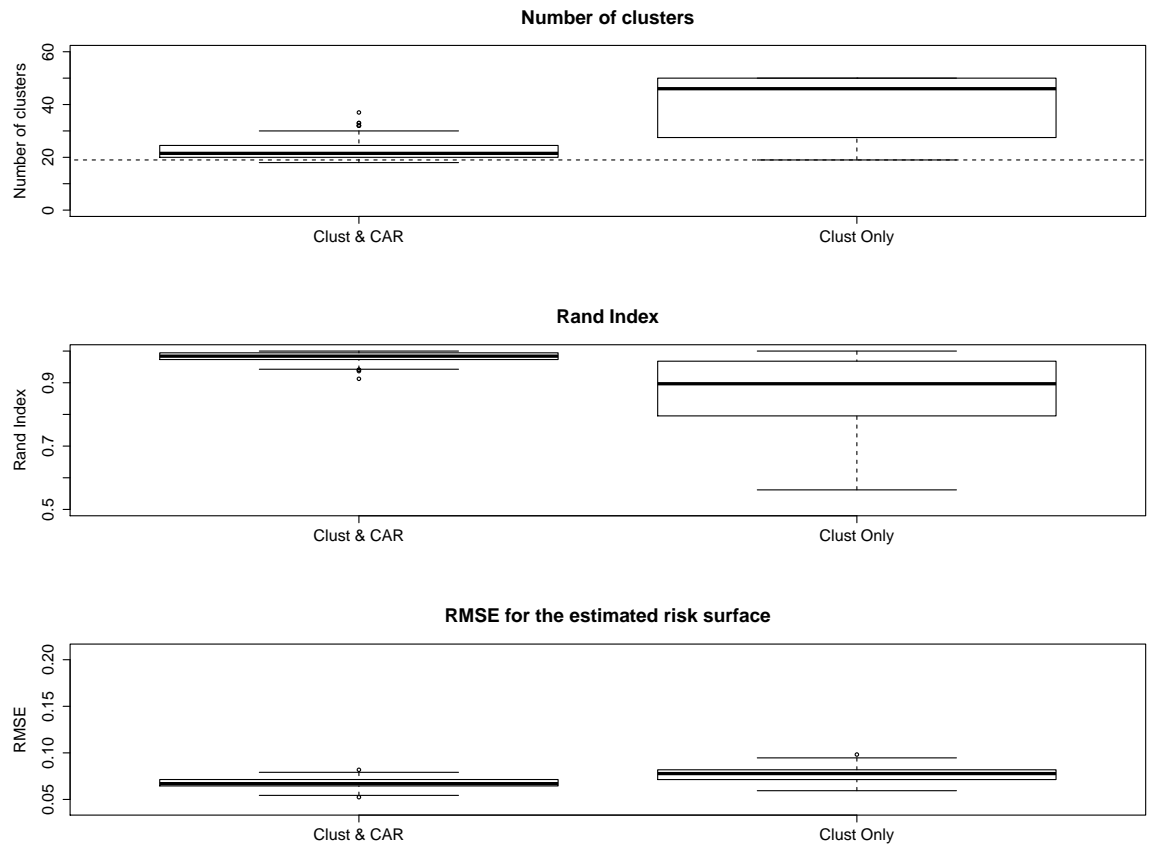 Number of clusters
Number of clusters
0
20
40
60
Clust & CAR
Clust Only
Rand Index
Rand Index
0.5
0.7
0.9
Clust & CAR
Clust Only
RMSE for the estimated risk surface
RMSE
0.05
0.10
0.15
0.20
Clust & CAR
Clust Only